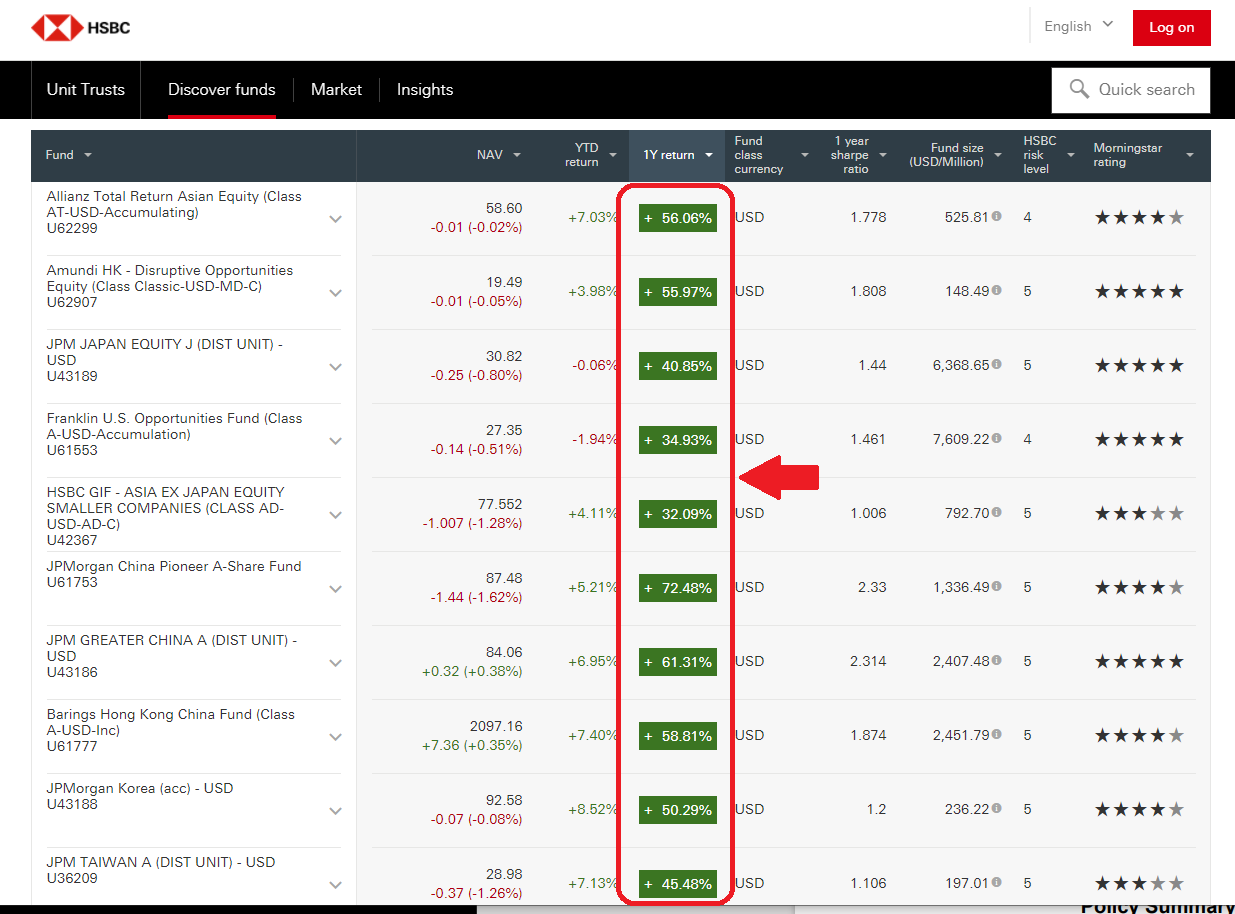 HSBC
English
Log on
Unit Trusts
Discover funds
Market
Insights
Quick search
Fund
NAV
YTD
return
1Y return
Fund
class
currency
1 year
sharpe
ratio
Fund size
(USD/Million)
HSBC
risk
level
Morningstar
rating
Allianz Total Return Asian Equity (Class
AT-USD-Accumulating)
U62299
58.60
-0.01 (-0.02%)
+7.03%
+ 56.06%
USD
1.778
525.81
4
Amundi HK - Disruptive Opportunities
Equity (Class Classic-USD-MD-C)
U62907
19.49
-0.01 (-0.05%)
+3.98%
+ 55.97%
USD
1.808
148.49
5
JPM JAPAN EQUITY J (DIST UNIT) -
USD
U43189
30.82
-0.25 (-0.80%)
-0.06%
+ 40.85%
USD
1.44
6,368.65
5
Franklin U.S. Opportunities Fund (Class
A-USD-Accumulation)
U61553
27.35
-0.14 (-0.51%)
-1.94%
+ 34.93%
USD
1.461
7,609.22
4
HSBC GIF - ASIA EX JAPAN EQUITY
SMALLER COMPANIES (CLASS AD-
USD-AD-C)
U42367
77.552
-1.007 (-1.28%)
+4.11%
+ 32.09%
USD
1.006
792.70
5
JPMorgan China Pioneer A-Share Fund
U61753
87.48
-1.44 (-1.62%)
+5.21%
+ 72.48%
USD
2.33
1,336.49
5
JPM GREATER CHINA A (DIST UNIT) -
USD
U43186
84.06
+0.32 (+0.38%)
+6.95%
+ 61.31%
USD
2.314
2,407.48
5
Barings Hong Kong China Fund (Class
A-USD-Inc)
U61777
2097.16
+7.36 (+0.35%)
+7.40%
+ 58.81%
USD
1.874
2,451.79
5
JPMorgan Korea (acc) - USD
U43188
92.58
-0.07 (-0.08%)
+8.52%
+ 50.29%
USD
1.2
236.22
5
JPM TAIWAN A (DIST UNIT) - USD
U36209
28.98
-0.37 (-1.26%)
+7.13%
+ 45.48%
USD
1.106
197.01
5
Policy Summary